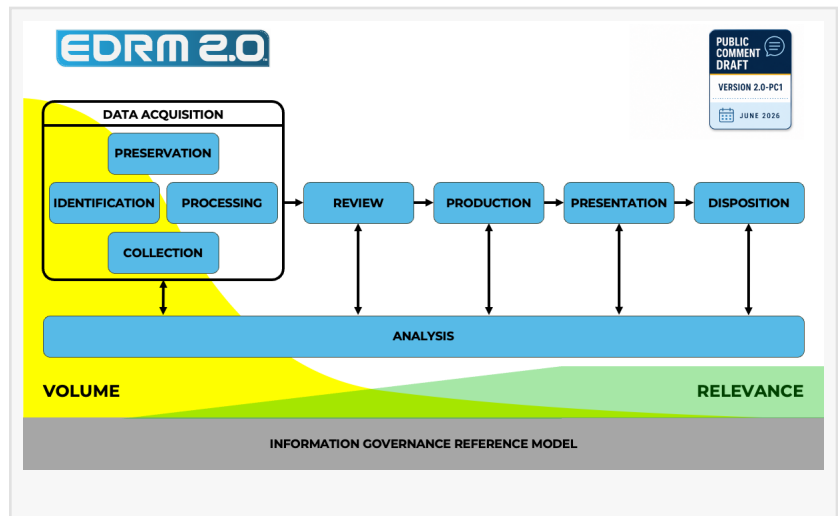 EDRM 2.0™
PUBLIC
COMMENT
DRAFT
VERSION 2.0-PC1
JUNE 2026
DATA ACQUISITION
PRESERVATION
IDENTIFICATION
PROCESSING
COLLECTION
REVIEW
PRODUCTION
PRESENTATION
DISPOSITION
ANALYSIS
VOLUME
RELEVANCE
INFORMATION GOVERNANCE REFERENCE MODEL